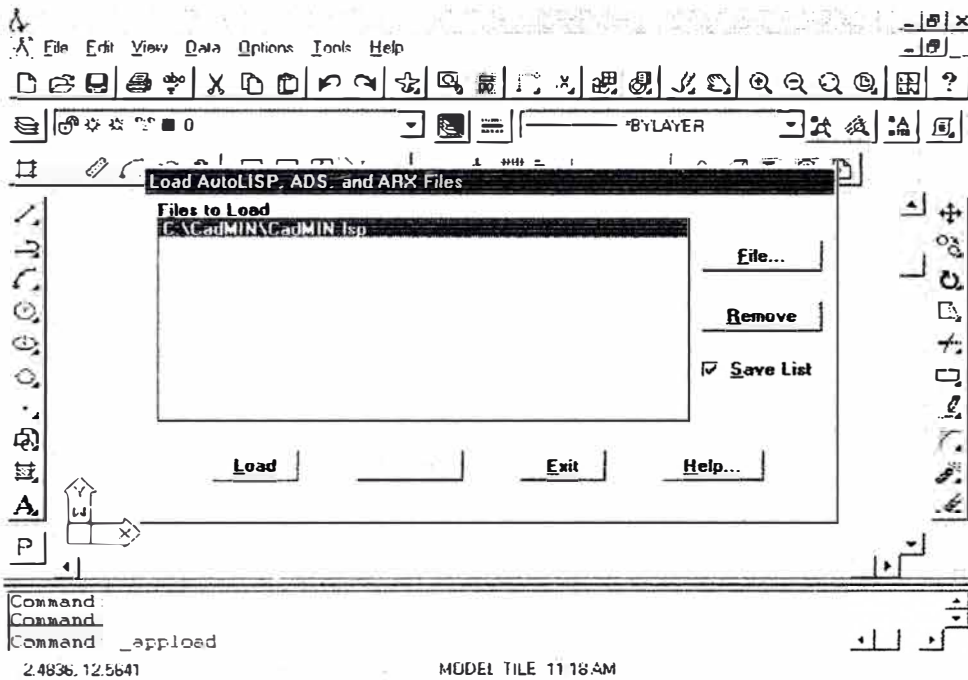 File Edit View Data Options Tools Help
abc
?
0
BYLAYER
Load AutoLISP, ADS, and ARX Files
Files to Load
C:\CadMIN\CadMIN.lsp
File...
Remove
Save List
Load
Exit
Help...
A
Y
W
X
P
Command:
Command
Command _appload
2.4836, 12.5641 MODEL TILE 11:18 AM